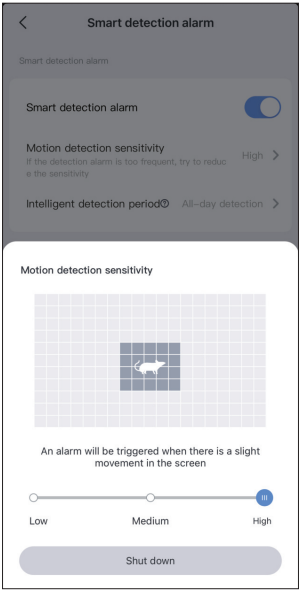 Smart detection alarm
Smart detection alarm
Smart detection alarm
Motion detection sensitivity
If the detection alarm is too frequent, try to reduc
e the sensitivity
High
Intelligent detection period? All-day detection
Motion detection sensitivity
An alarm will be triggered when there is a slight
movement in the screen
Low Medium High
Shut down